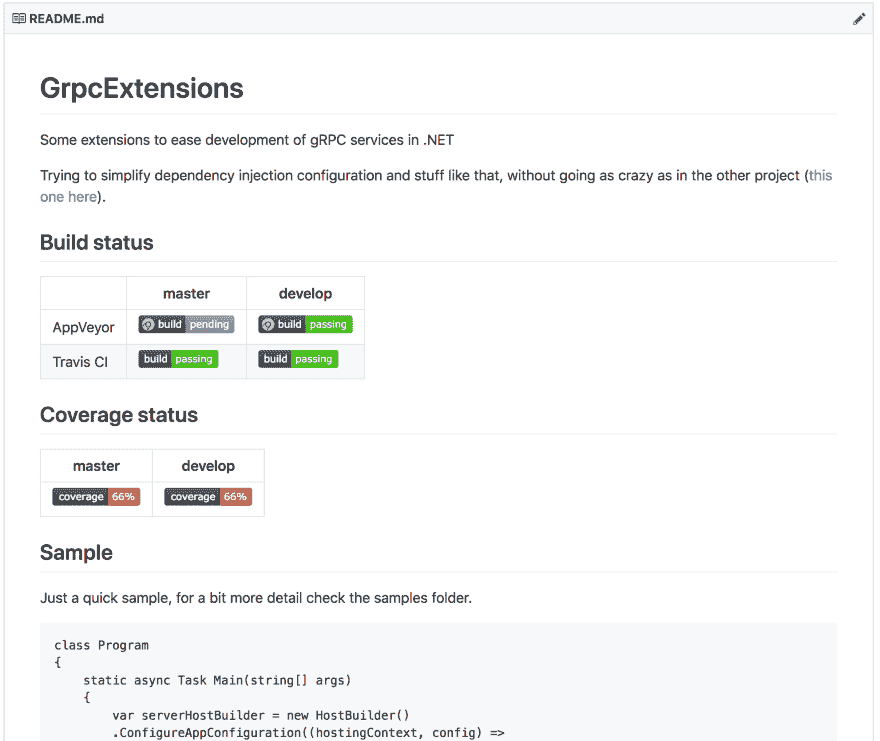 README.md
GrpcExtensions
Some extensions to ease development of gRPC services in .NET
Trying to simplify dependency injection configuration and stuff like that, without going as crazy as in the other project (this
one here).
Build status
master develop
AppVeyor build pending build passing
Travis CI build passing build passing
Coverage status
master develop
coverage 66% coverage 66%
Sample
Just a quick sample, for a bit more detail check the samples folder.
class Program
{
    static async Task Main(string[] args)
    {
        var serverHostBuilder = new HostBuilder()
        .ConfigureAppConfiguration((hostingContext, config) =>